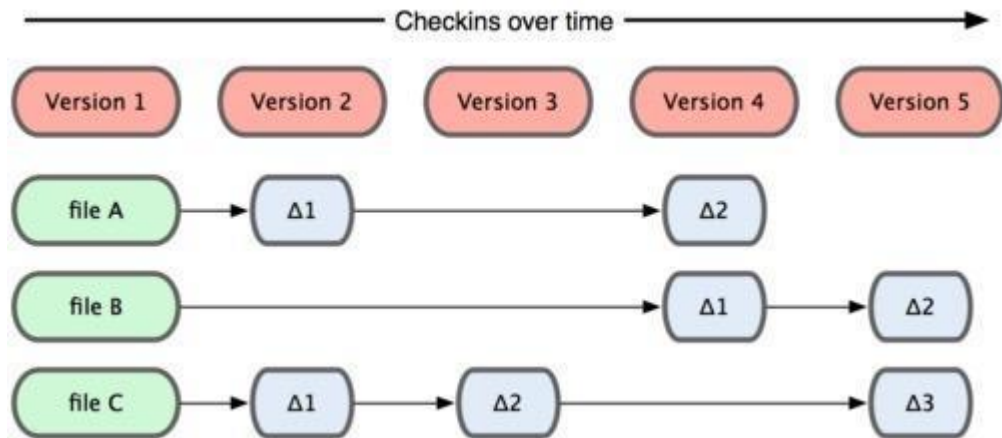 Checkins over time
Version 1 Version 2 Version 3 Version 4 Version 5
file A Δ1 Δ2
file B Δ1 Δ2
file C Δ1 Δ2 Δ3